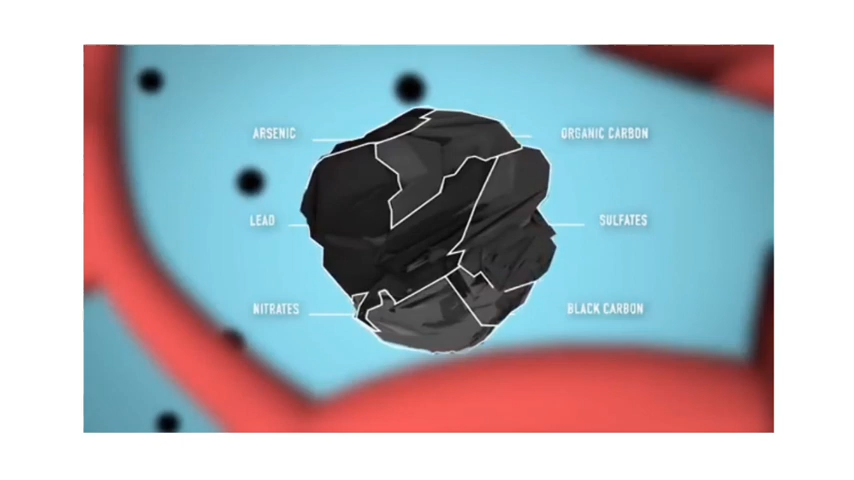 ARSENIC
ORGANIC CARBON
LEAD
SULFATES
NITRATES
BLACK CARBON